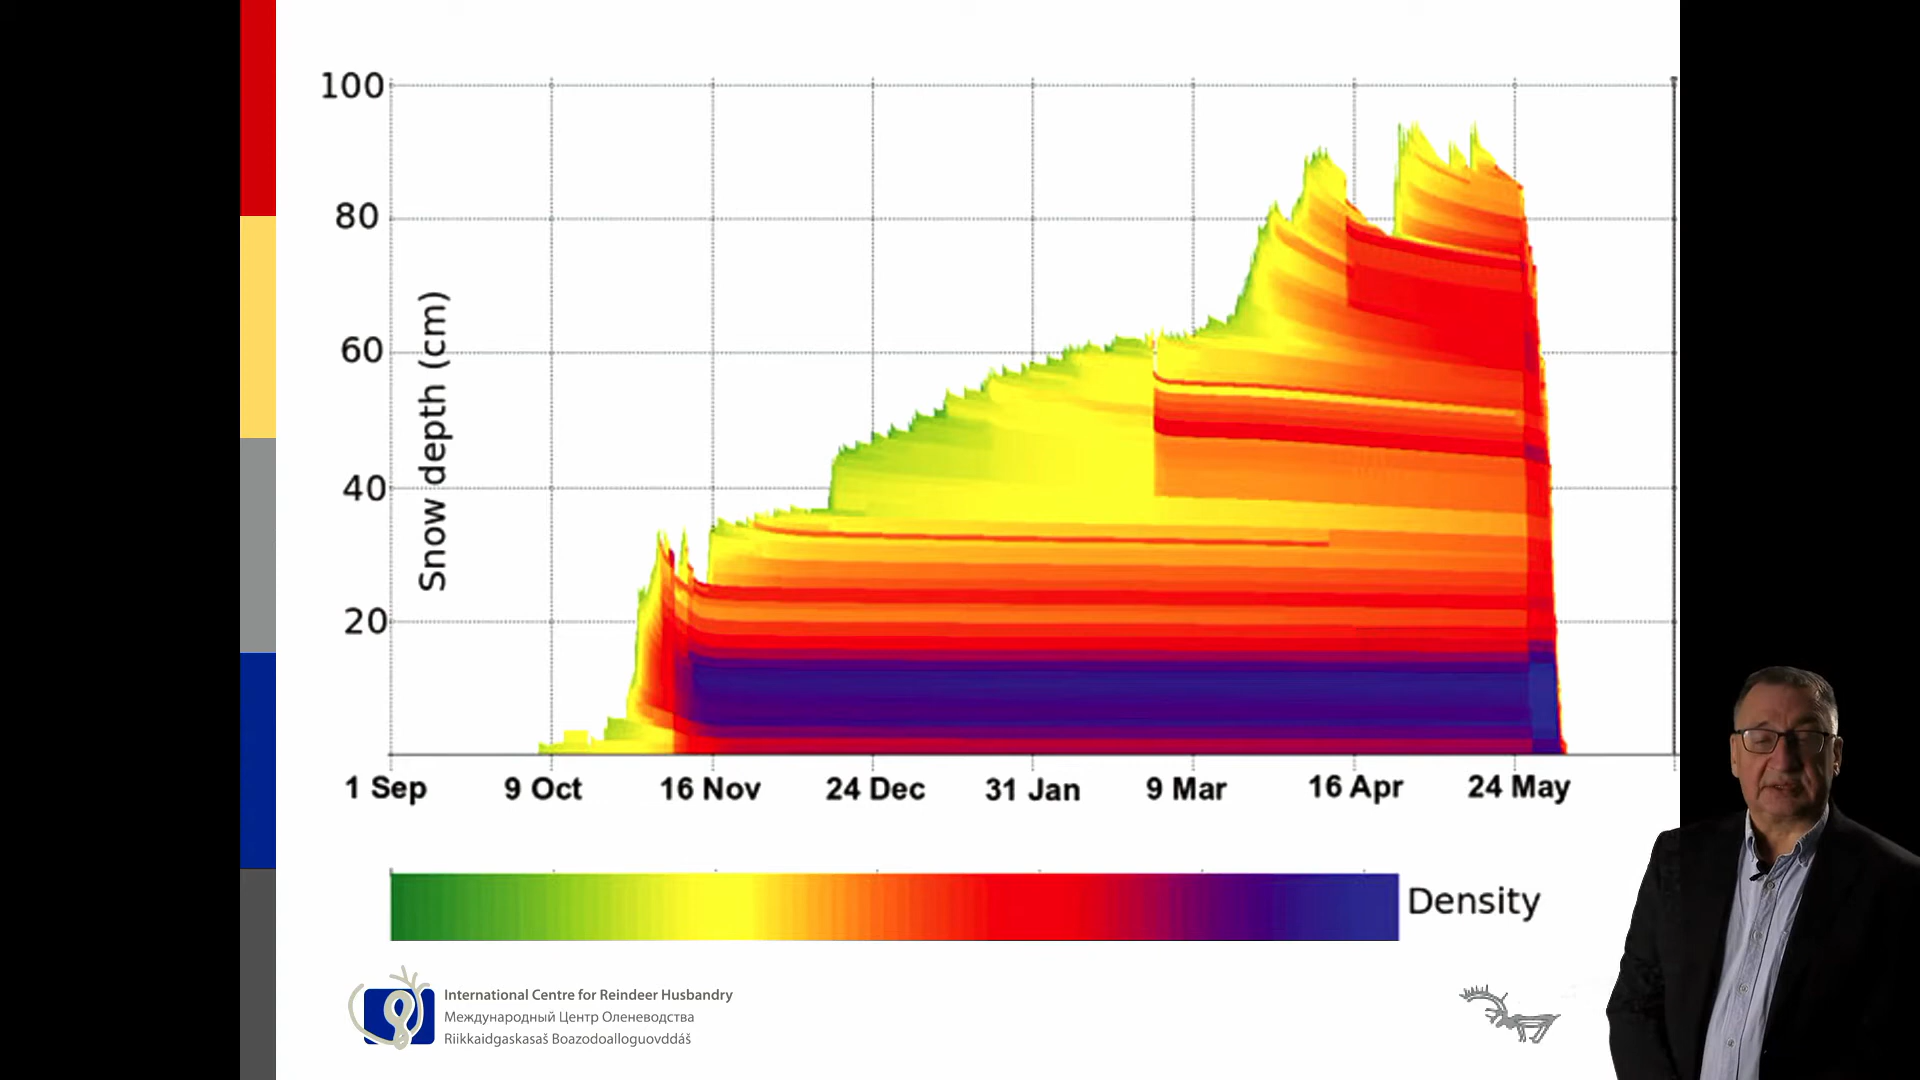 100
80
60
40
20
Snow depth (cm)
1 Sep 9 Oct 16 Nov 24 Dec 31 Jan 9 Mar 16 Apr 24 May
Density
International Centre for Reindeer Husbandry
Международный Центр Оленеводства
Riikkaidgaskasaš Boazodoalloguovddáš